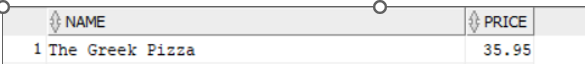 NAME PRICE
1 The Greek Pizza 35.95